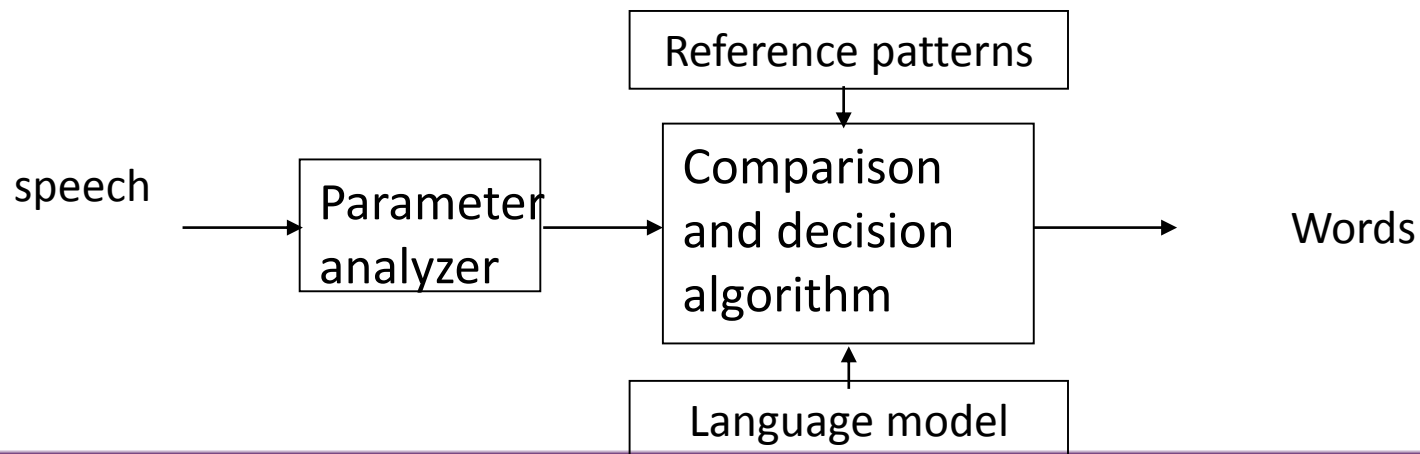 Reference patterns
speech
Parameter
analyzer
Comparison
and decision
algorithm
Words
Language model